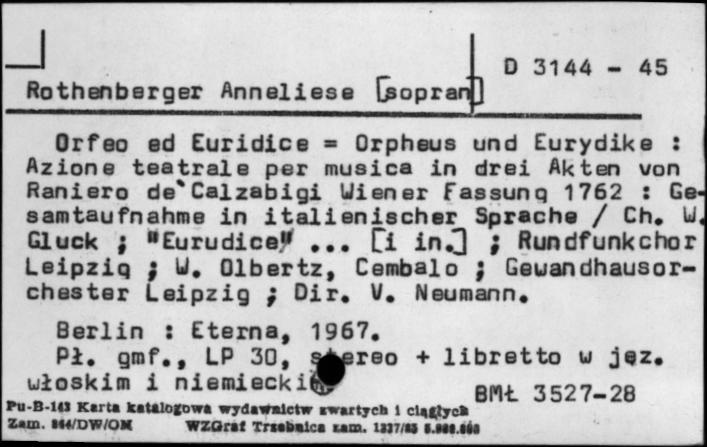 D 3144 - 45
Rothenberger Anneliese [sopran]
Orfeo ed Euridice = Orpheus und Eurydike :
Azione teatrale per musica in drei Akten von
Raniero de`Calzabigi Wiener Fassung 1762 : Ge-
samtaufnahme in italienischer Sprache / Ch. W.
Gluck ; "Eurudice" ... [i in.] ; Rundfunkchor
Leipzig ; W. Olbertz, Cembalo ; Gewandhausor-
chester Leipzig ; Dir. V. Neumann.
Berlin : Eterna, 1967.
Pł. gmf., LP 30, stereo + libretto w jęz.
włoskim i niemieckim
BMŁ 3527-28
Pu-B-143 Karta katalogowa wydawnictw zwartych i ciągłych
Zam. 864/DW/OM WZGraf Trzebnica zam. 1237/85